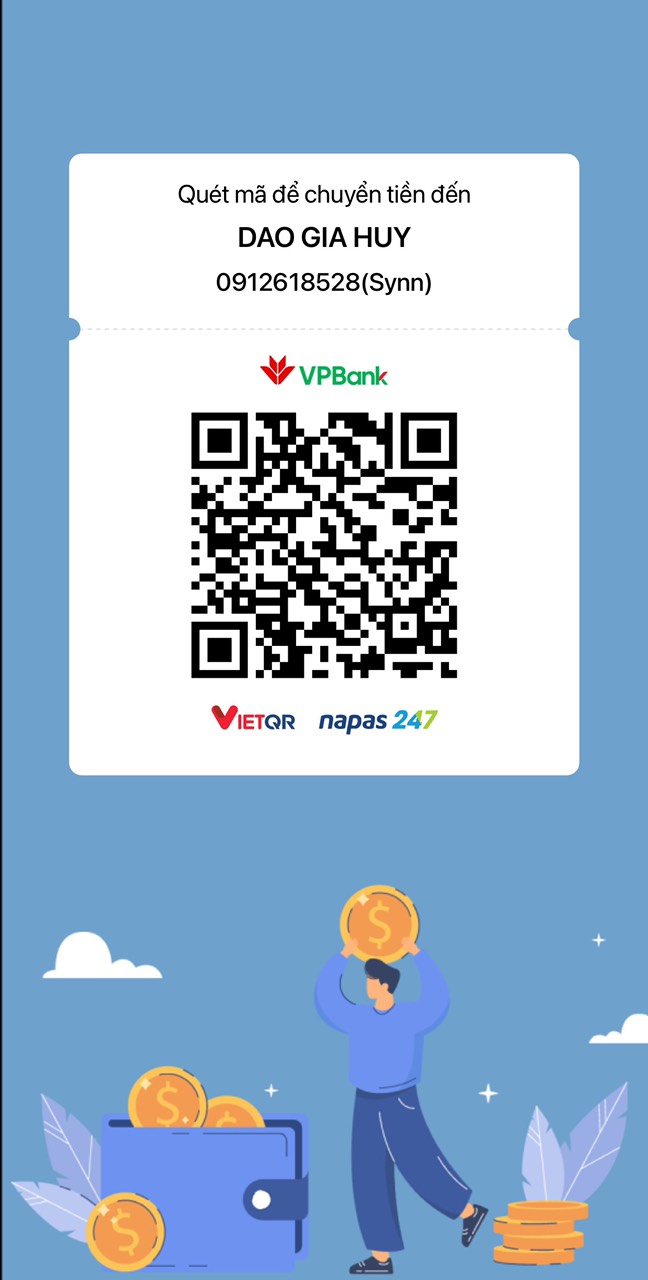 Quét mã để chuyển tiền đến
DAO GIA HUY
0912618528(Synn)
VPBank
VIETQR napas 247